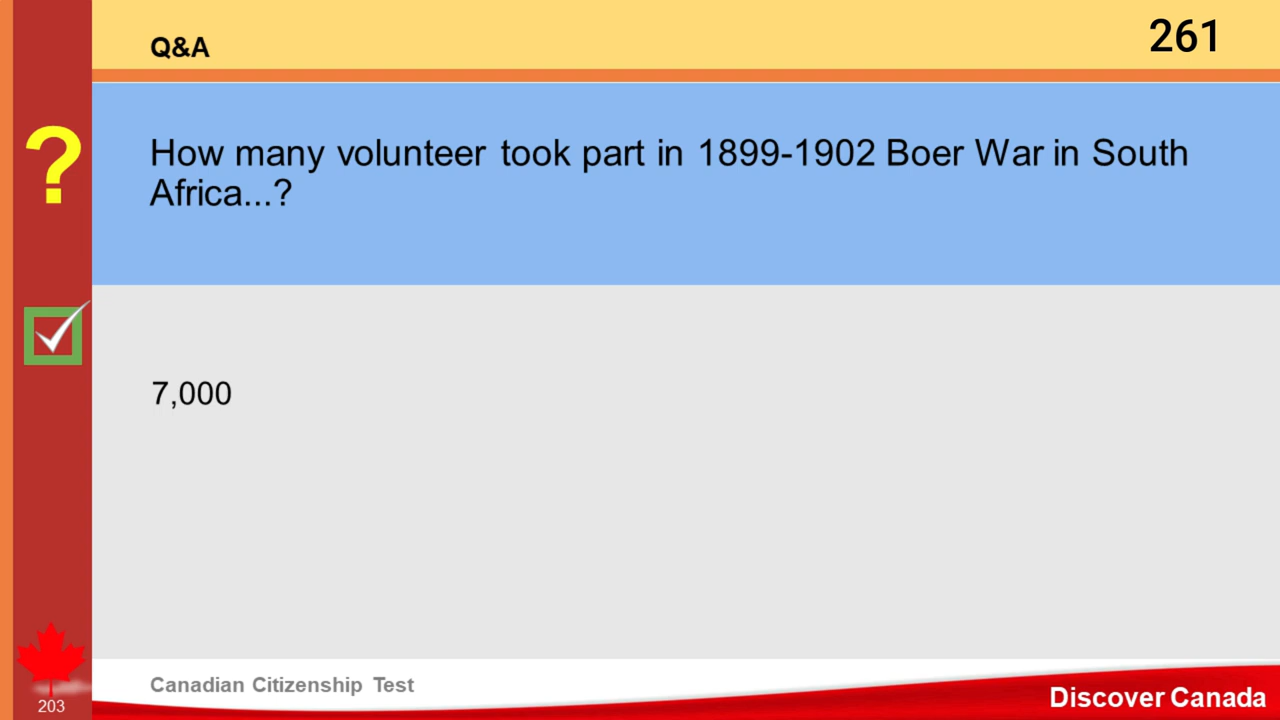 Q&A
261
?
How many volunteer took part in 1899-1902 Boer War in South
Africa...?
7,000
Canadian Citizenship Test
203
Discover Canada